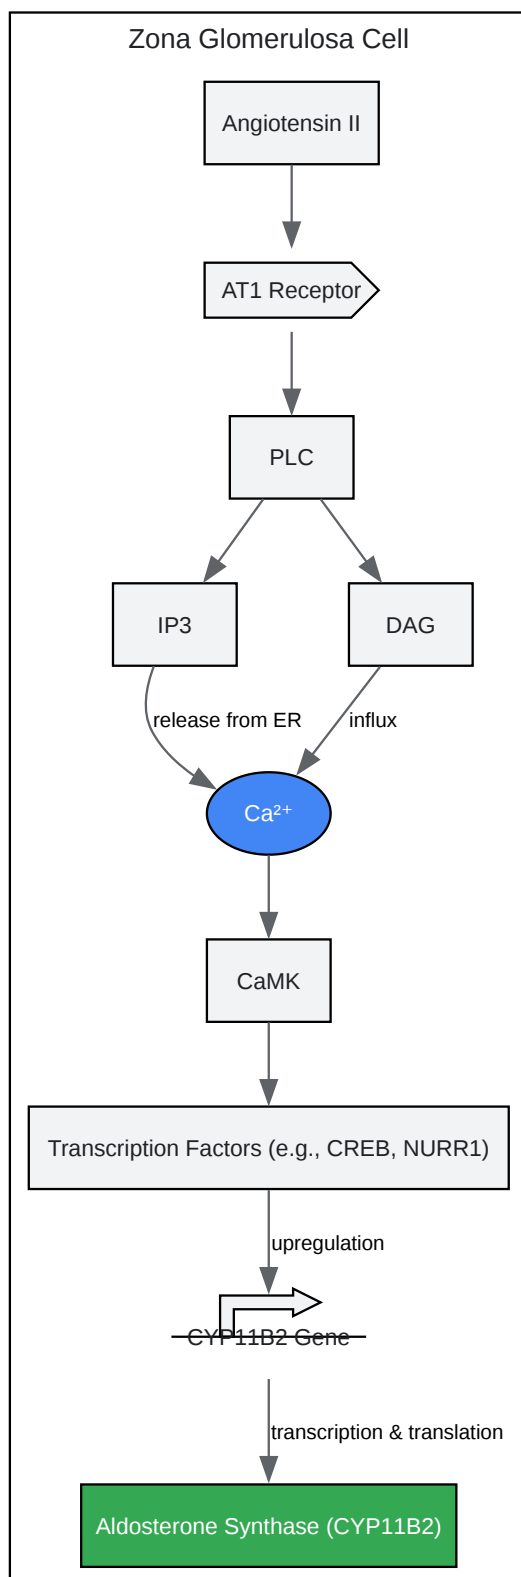 Zona Glomerulosa Cell
Angiotensin II
AT1 Receptor
PLC
IP3
DAG
release from ER
influx
Ca²⁺
CaMK
Transcription Factors (e.g., CREB, NURR1)
upregulation
CYP11B2 Gene
transcription & translation
Aldosterone Synthase (CYP11B2)